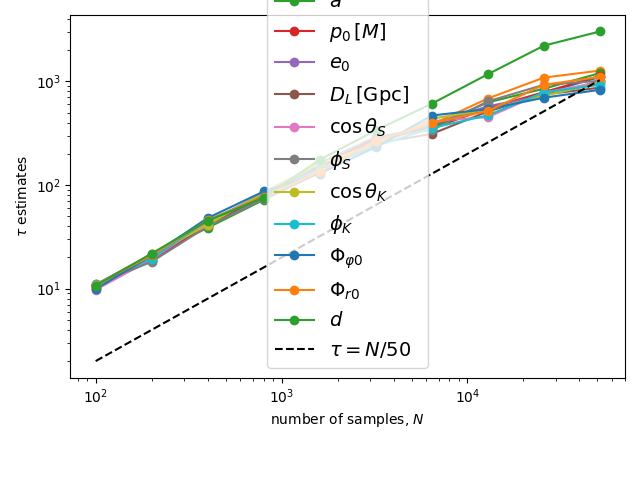 a
p₀ [M]
e₀
D_L [Gpc]
cos θ_S
ϕ_S
cos θ_K
ϕ_K
Φ_φ0
Φ_r0
d
τ = N/50
10³
10²
10¹
τ estimates
10² 10³ 10⁴
number of samples, N